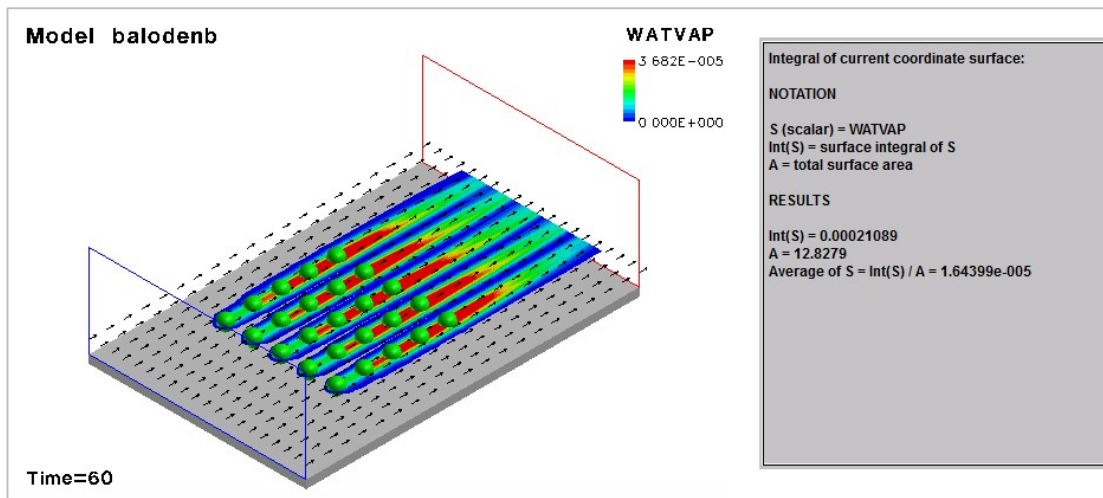 Model balodenb
WATVAP
3 682E-005
0 000E+000
Time=60
Integral of current coordinate surface:
NOTATION
S (scalar) = WATVAP
Int(S) = surface integral of S
A = total surface area
RESULTS
Int(S) = 0.00021089
A = 12.8279
Average of S = Int(S) / A = 1.64399e-005